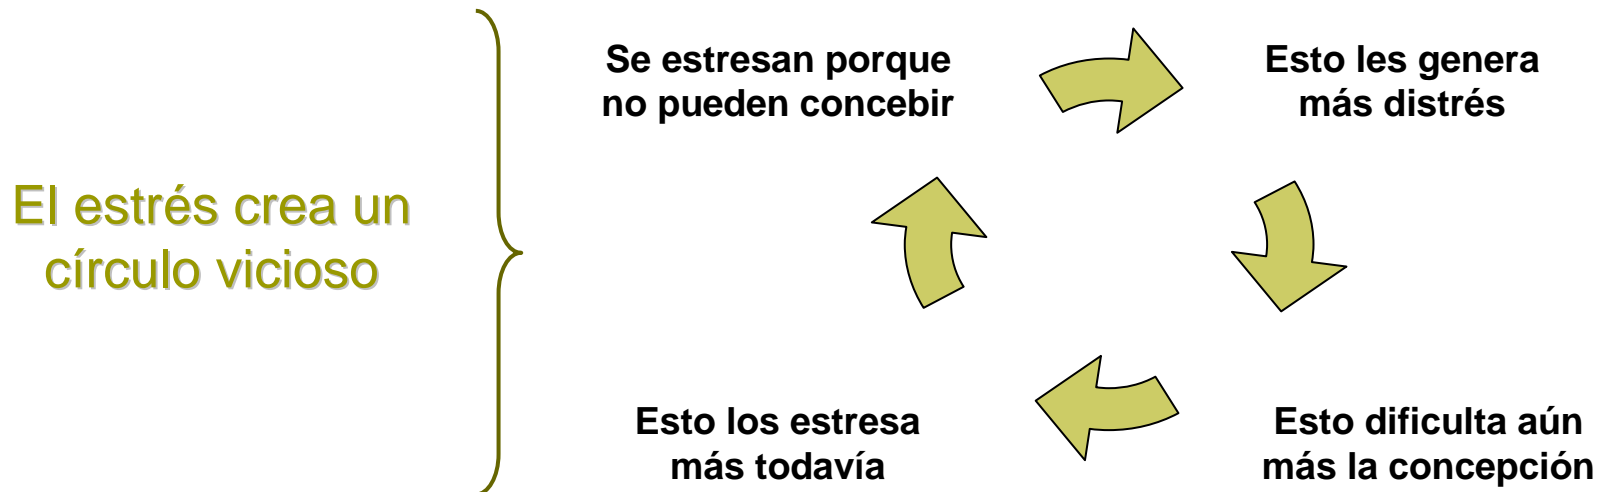 El estrés crea un
círculo vicioso
Se estresan porque
no pueden concebir
Esto les genera
más distrés
Esto dificulta aún
más la concepción
Esto los estresa
más todavía